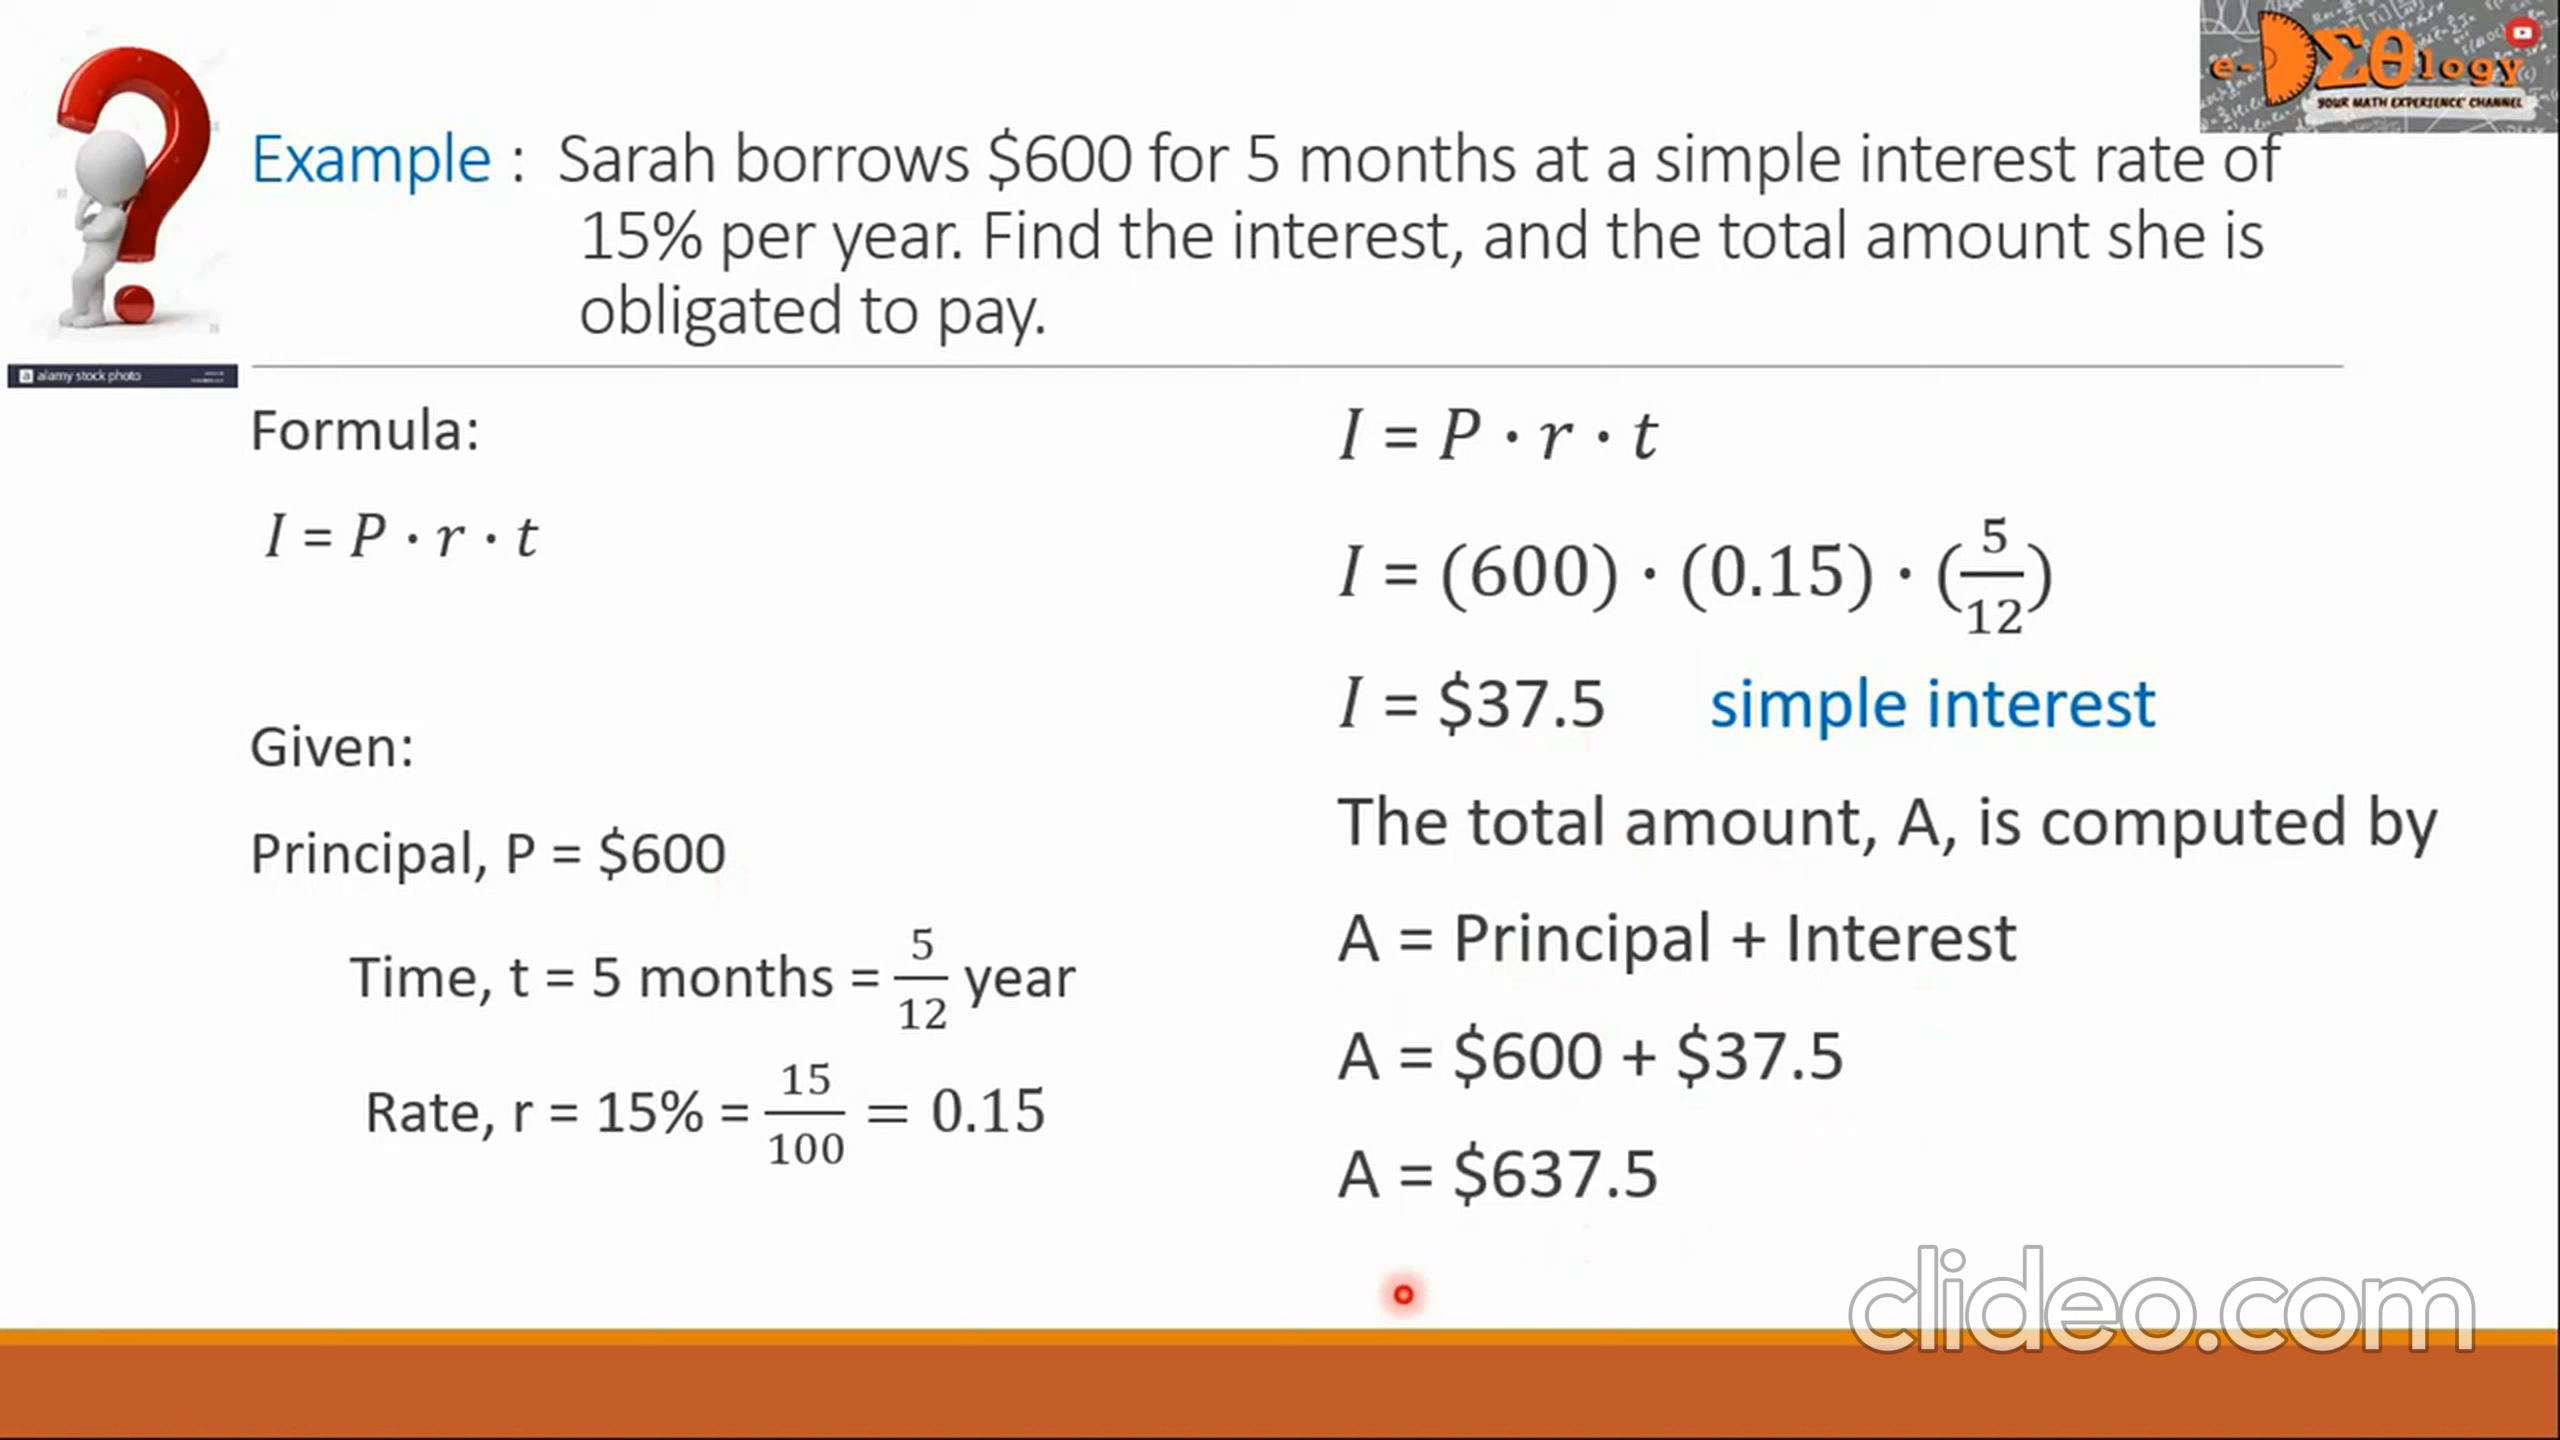 e-DΣθlogy
YOUR MATH EXPERIENCE CHANNEL
Example : Sarah borrows $600 for 5 months at a simple interest rate of
15% per year. Find the interest, and the total amount she is
obligated to pay.
a alamy stock photo
Formula:
I = P · r · t
Given:
Principal, P = $600
Time, t = 5 months = 5/12 year
Rate, r = 15% = 15/100 = 0.15
I = P · r · t
I = (600) · (0.15) · (5/12)
I = $37.5 simple interest
The total amount, A, is computed by
A = Principal + Interest
A = $600 + $37.5
A = $637.5
clideo.com